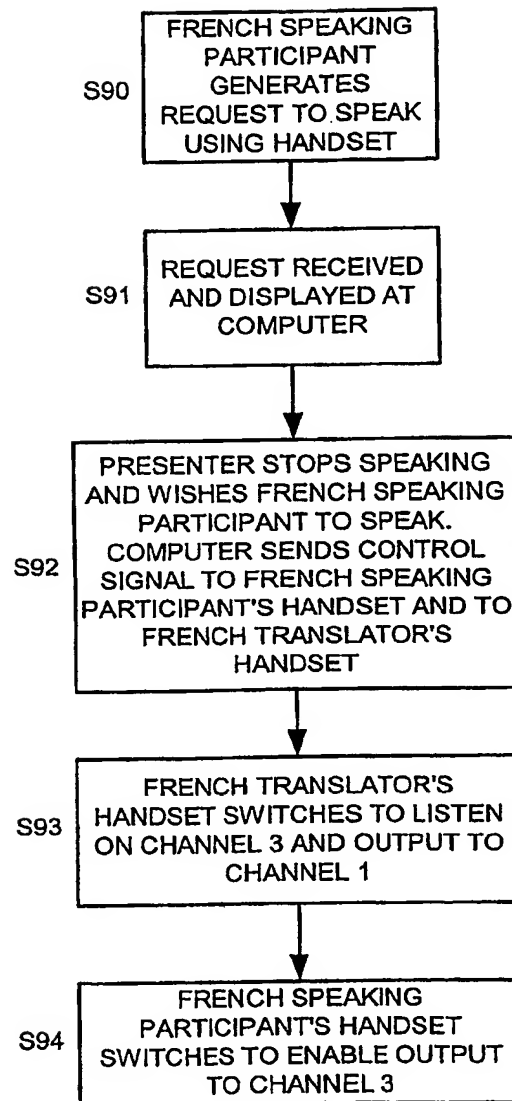 S90
FRENCH SPEAKING
PARTICIPANT
GENERATES
REQUEST TO SPEAK
USING HANDSET
S91
REQUEST RECEIVED
AND DISPLAYED AT
COMPUTER
S92
PRESENTER STOPS SPEAKING
AND WISHES FRENCH SPEAKING
PARTICIPANT TO SPEAK.
COMPUTER SENDS CONTROL
SIGNAL TO FRENCH SPEAKING
PARTICIPANT'S HANDSET AND TO
FRENCH TRANSLATOR'S
HANDSET
S93
FRENCH TRANSLATOR'S
HANDSET SWITCHES TO LISTEN
ON CHANNEL 3 AND OUTPUT TO
CHANNEL 1
S94
FRENCH SPEAKING
PARTICIPANT'S HANDSET
SWITCHES TO ENABLE OUTPUT
TO CHANNEL 3